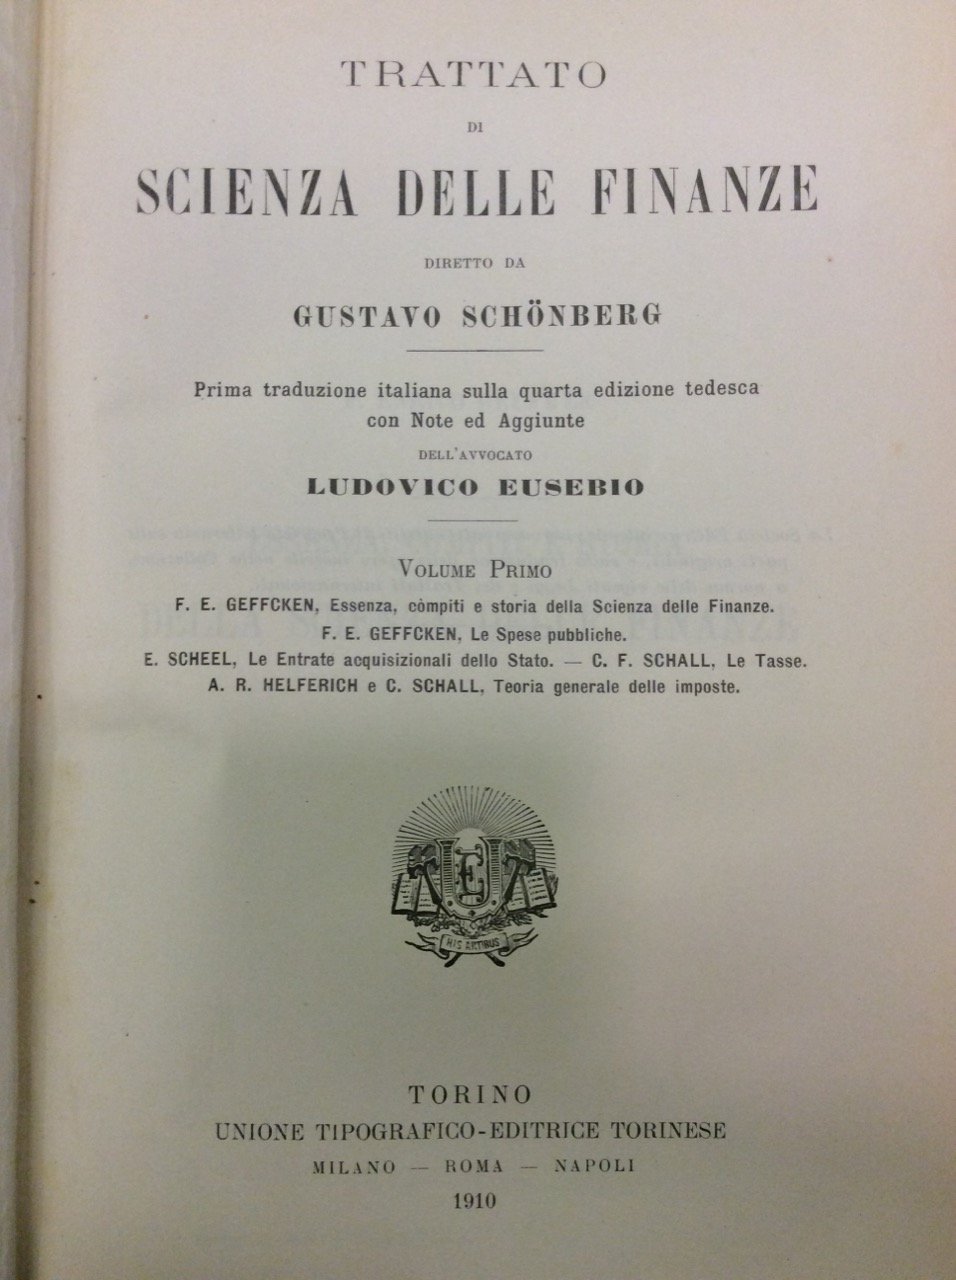 TRATTATO
DI
SCIENZA DELLE FINANZE
DIRETTO DA
GUSTAVO SCHÖNBERG
Prima traduzione italiana sulla quarta edizione tedesca
con Note ed Aggiunte
DELL'AVVOCATO
LUDOVICO EUSEBIO
VOLUME PRIMO
F. E. GEFFCKEN, Essenza, còmpiti e storia della Scienza delle Finanze.
F. E. GEFFCKEN, Le Spese pubbliche.
E. SCHEEL, Le Entrate acquisizionali dello Stato. — C. F. SCHALL, Le Tasse.
A. R. HELFERICH e C. SCHALL, Teoria generale delle imposte.
UTE
HIS ARTIBUS
TORINO
UNIONE TIPOGRAFICO-EDITRICE TORINESE
MILANO — ROMA — NAPOLI
1910